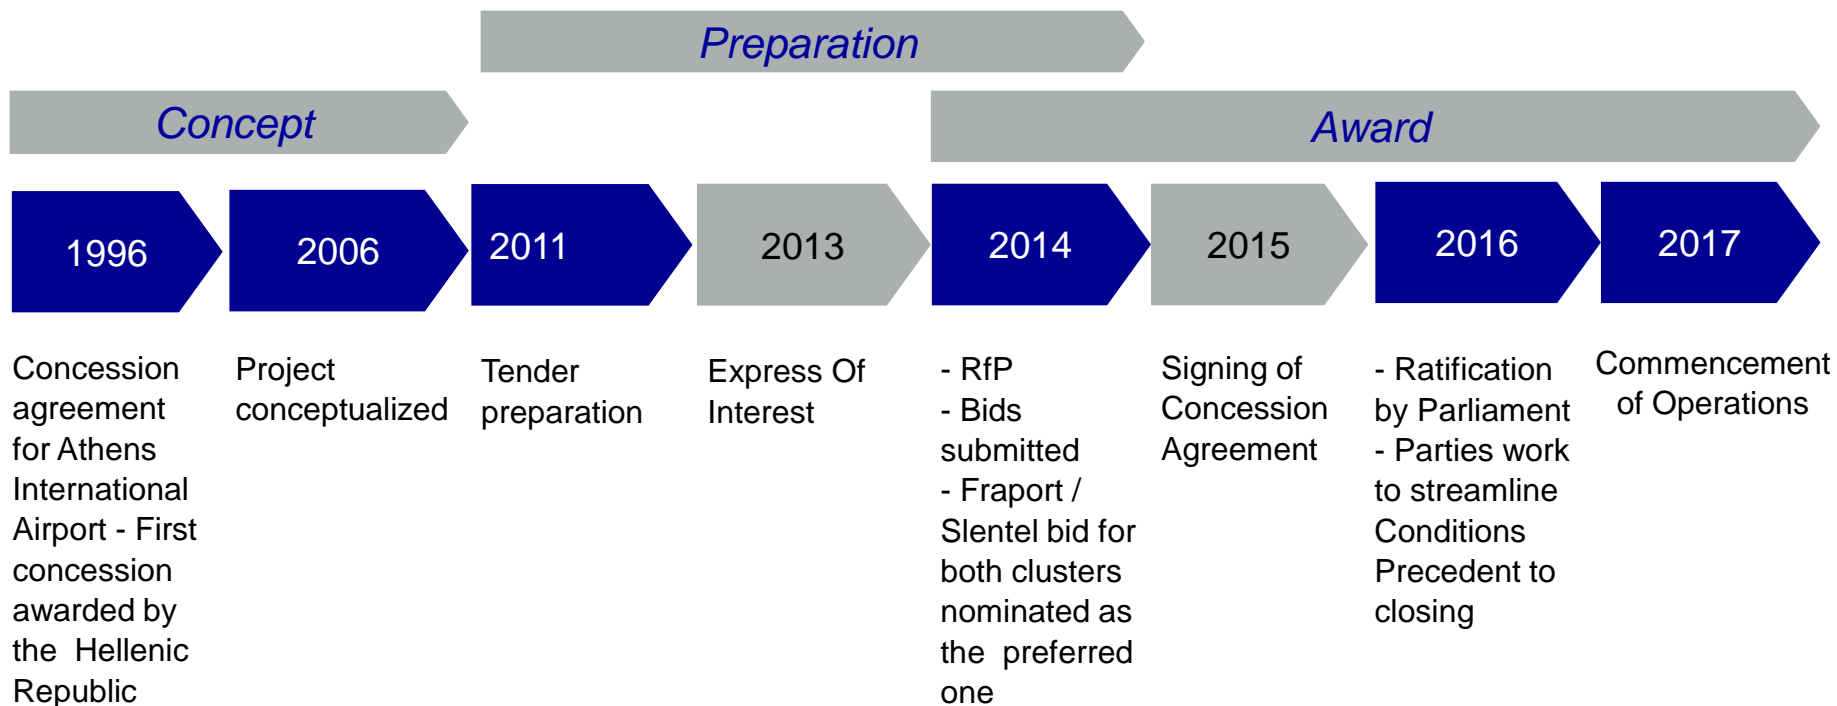 Preparation
Concept
Award
1996
2006
2011
2013
2014
2015
2016
2017
Concession
agreement
for Athens
International
Airport - First
concession
awarded by
the Hellenic
Republic
Project
conceptualized
Tender
preparation
Express Of
Interest
- RfP
- Bids
submitted
- Fraport /
Slentel bid for
both clusters
nominated as
the preferred
one
Signing of
Concession
Agreement
- Ratification
by Parliament
- Parties work
to streamline
Conditions
Precedent to
closing
Commencement
of Operations